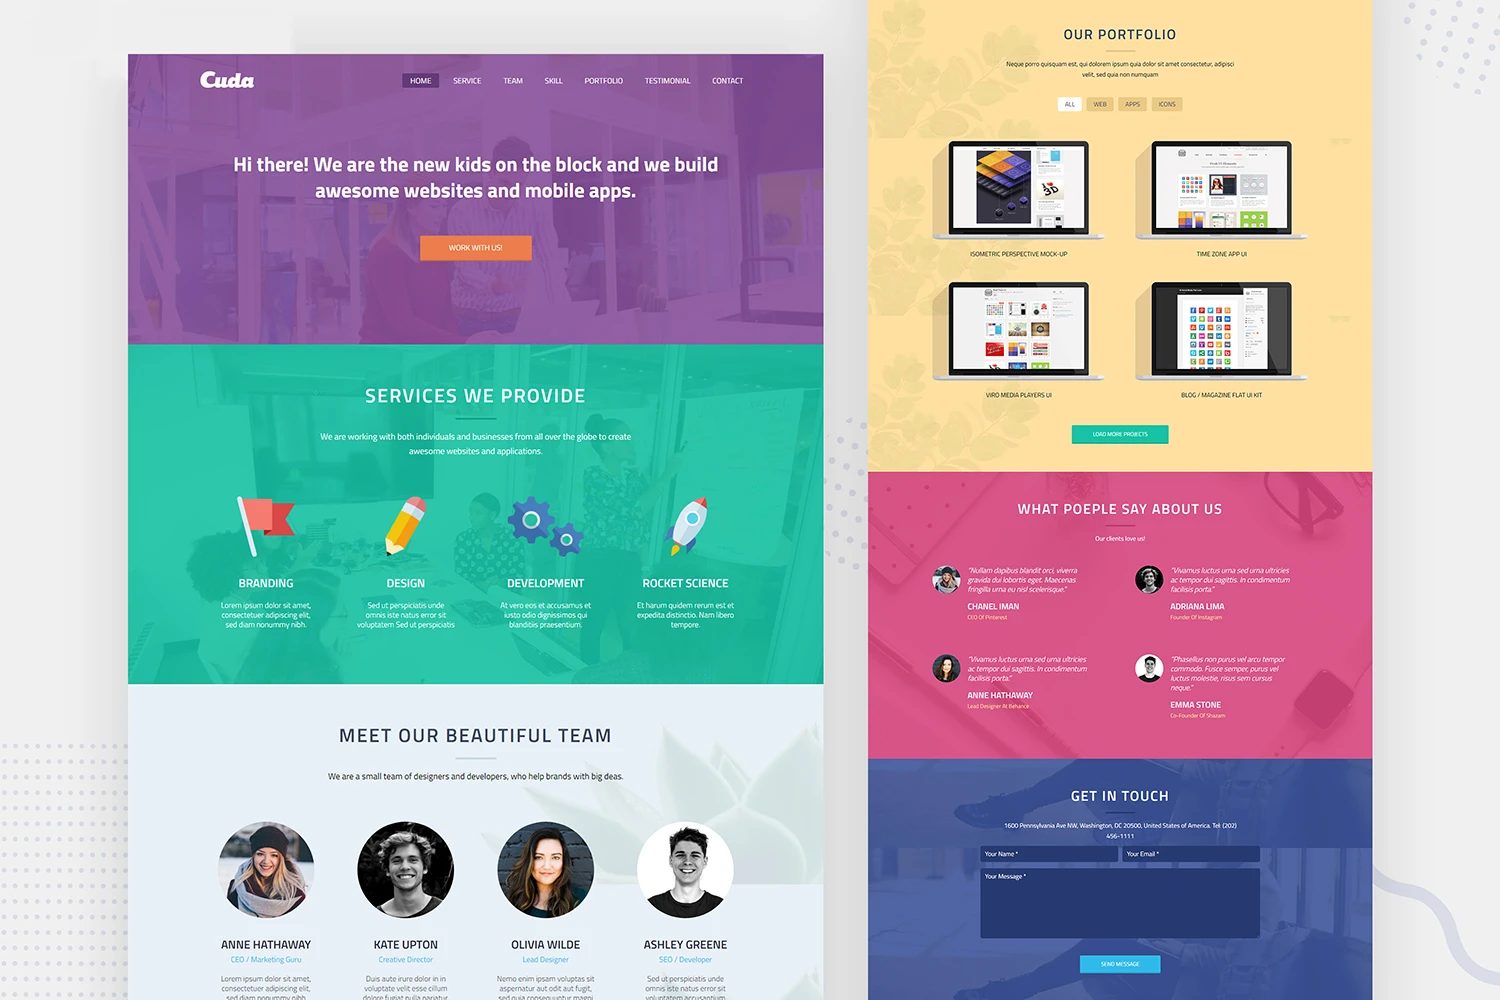 Cuda
HOME SERVICE TEAM SKILL PORTFOLIO TESTIMONIAL CONTACT
Hi there! We are the new kids on the block and we build
awesome websites and mobile apps.
WORK WITH US!
SERVICES WE PROVIDE
We are working with both individuals and businesses from all over the globe to create
awesome websites and applications.
BRANDING
Lorem ipsum dolor sit amet,
consectetuer adipiscing elit,
sed diam nonummy nibh.
DESIGN
Sed ut perspiciatis unde
omnis iste natus error sit
voluptatem Sed ut perspiciatis
DEVELOPMENT
At vero eos et accusamus et
iusto odio dignissimos qui
blanditiis praesentium.
ROCKET SCIENCE
Et harum quidem rerum est et
expedita distinctio. Nam libero
tempore.
MEET OUR BEAUTIFUL TEAM
We are a small team of designers and developers, who help brands with big deas.
ANNE HATHAWAY
CEO / Marketing Guru
Lorem ipsum dolor sit amet,
consectetuer adipiscing elit,
sed diam nonummy nibh
KATE UPTON
Creative Director
Duis aute irure dolor in in
voluptate velit esse cillum
dolore fugiat nulla pariatur
OLIVIA WILDE
Lead Designer
Nemo enim ipsam voluptas sit
aspernatur aut odit aut fugit,
sed quia consequuntur magni
ASHLEY GREENE
SEO / Developer
Sed ut perspiciatis unde
omnis iste natus error sit
voluptatem accusantium
OUR PORTFOLIO
Neque porro quisquam est, qui dolorem ipsum quia dolor sit amet consectetur, adipisci
velit, sed quia non numquam
ALL WEB APPS ICONS
ISOMETRIC PERSPECTIVE MOCK-UP
TIME ZONE APP UI
VIRO MEDIA PLAYERS UI
BLOG / MAGAZINE FLAT UI KIT
LOAD MORE PROJECTS
WHAT POEPLE SAY ABOUT US
Our clients love us!
"Nullam dapibus blandit orci, viverra
gravida dui lobortis eget. Maecenas
fringilla urna eu nisl scelerisque."
CHANEL IMAN
CEO Of Pinterest
"Vivamus luctus urna sed urna ultricies
ac tempor dui sagittis. In condimentum
facilisis porta."
ADRIANA LIMA
Founder Of Instagram
"Vivamus luctus urna sed urna ultricies
ac tempor dui sagittis. In condimentum
facilisis porta."
ANNE HATHAWAY
Lead Designer At Behance
"Phasellus non purus vel arcu tempor
commodo. Fusce semper, purus vel
luctus molestie, risus sem cursus
neque."
EMMA STONE
Co-Founder Of Shazam
GET IN TOUCH
1600 Pennsylvania Ave NW, Washington, DC 20500, United States of America. Tel: (202)
456-1111
Your Name *
Your Email *
Your Message *
SEND MESSAGE